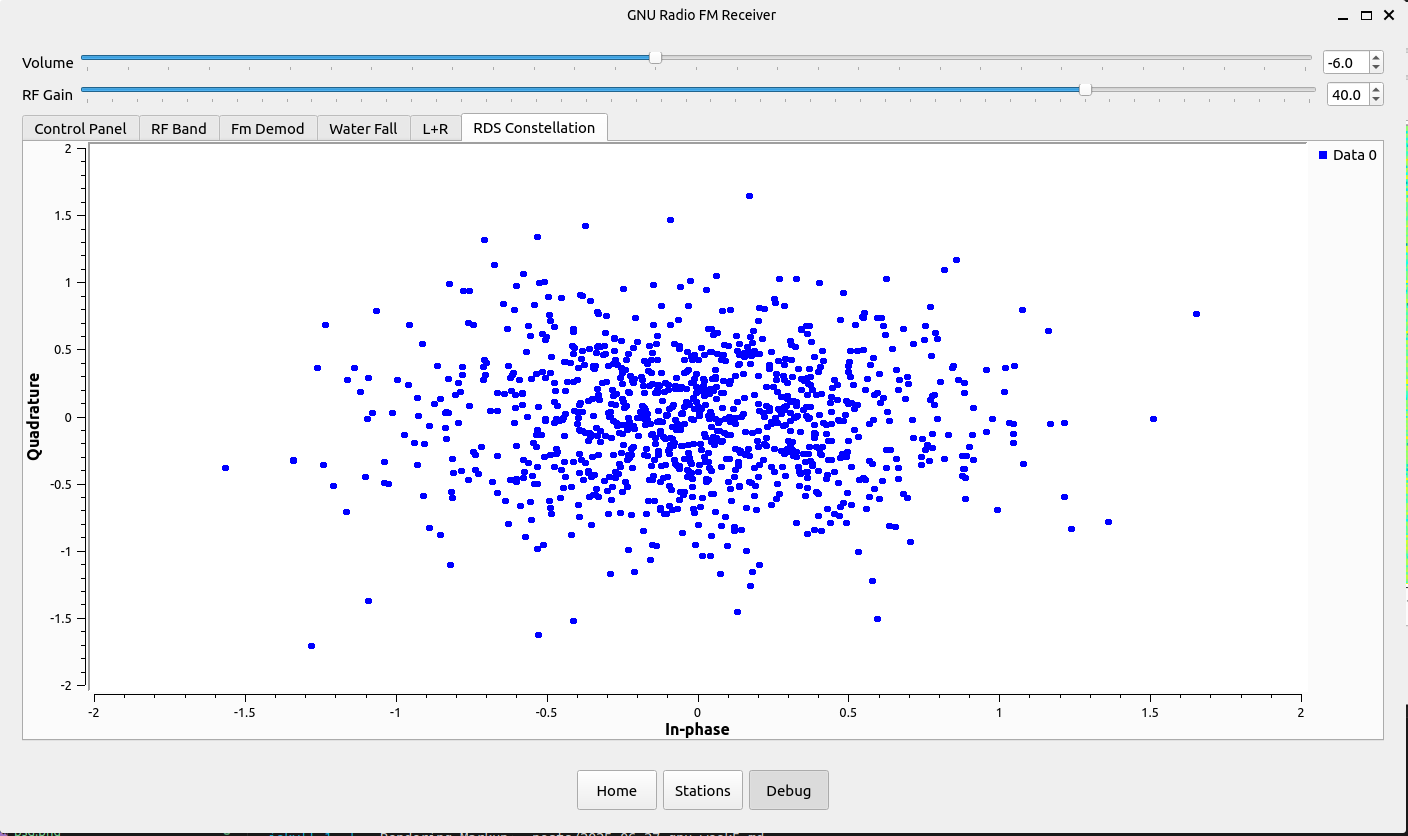 GNU Radio FM Receiver
Volume -6.0
RF Gain 40.0
Control Panel RF Band Fm Demod Water Fall L+R RDS Constellation
Data 0
2
1.5
1
0.5
0
-0.5
-1
-1.5
-2
Quadrature
-2 -1.5 -1 -0.5 0 0.5 1 1.5 2
In-phase
Home Stations Debug